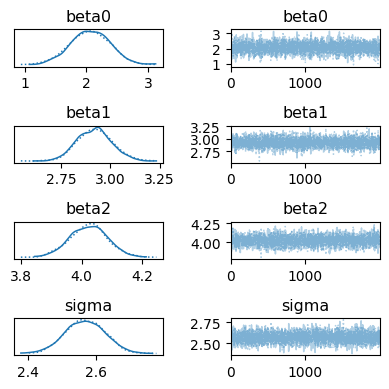 beta0 beta0
3
2
1
1 2 3 0 1000
beta1 beta1
3.25
3.00
2.75
2.75 3.00 3.25 0 1000
beta2 beta2
4.25
4.00
3.8 4.0 4.2 0 1000
sigma sigma
2.75
2.50
2.4 2.6 0 1000